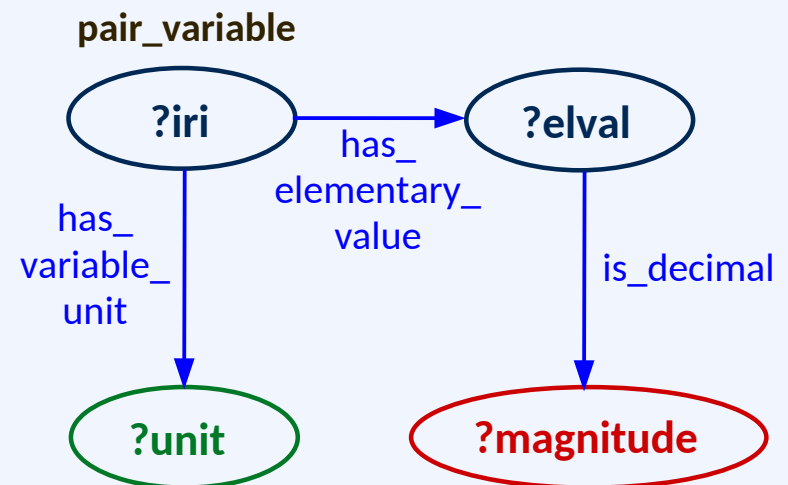 pair_variable
?iri
?elval
has_
elementary_
value
has_
variable_
unit
is_decimal
?unit
?magnitude